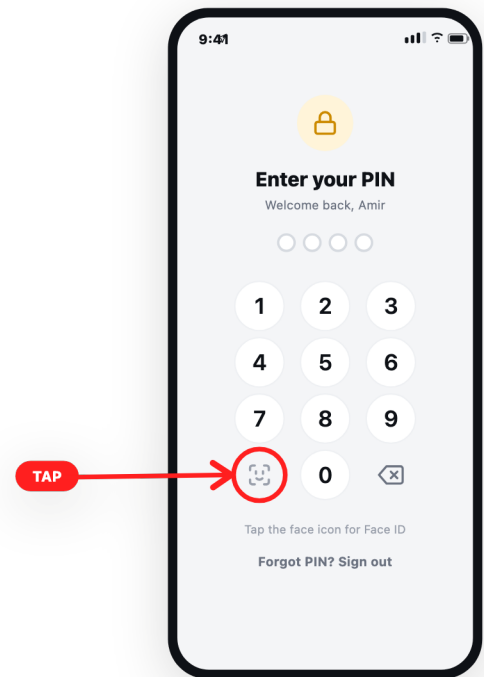 9:41
Enter your PIN
Welcome back, Amir
1 2 3
4 5 6
7 8 9
TAP
0
Tap the face icon for Face ID
Forgot PIN? Sign out